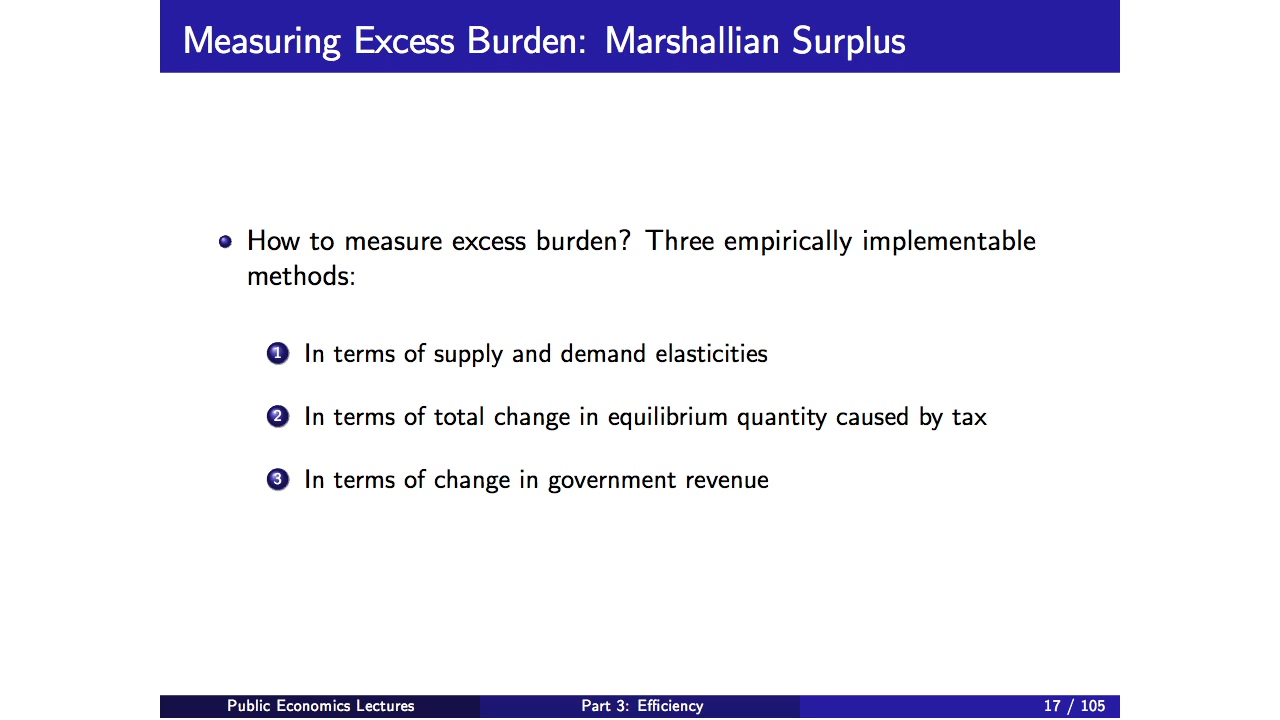 Measuring Excess Burden: Marshallian Surplus
How to measure excess burden? Three empirically implementable
methods:
1 In terms of supply and demand elasticities
2 In terms of total change in equilibrium quantity caused by tax
3 In terms of change in government revenue
Public Economics Lectures
Part 3: Efficiency
17 / 105